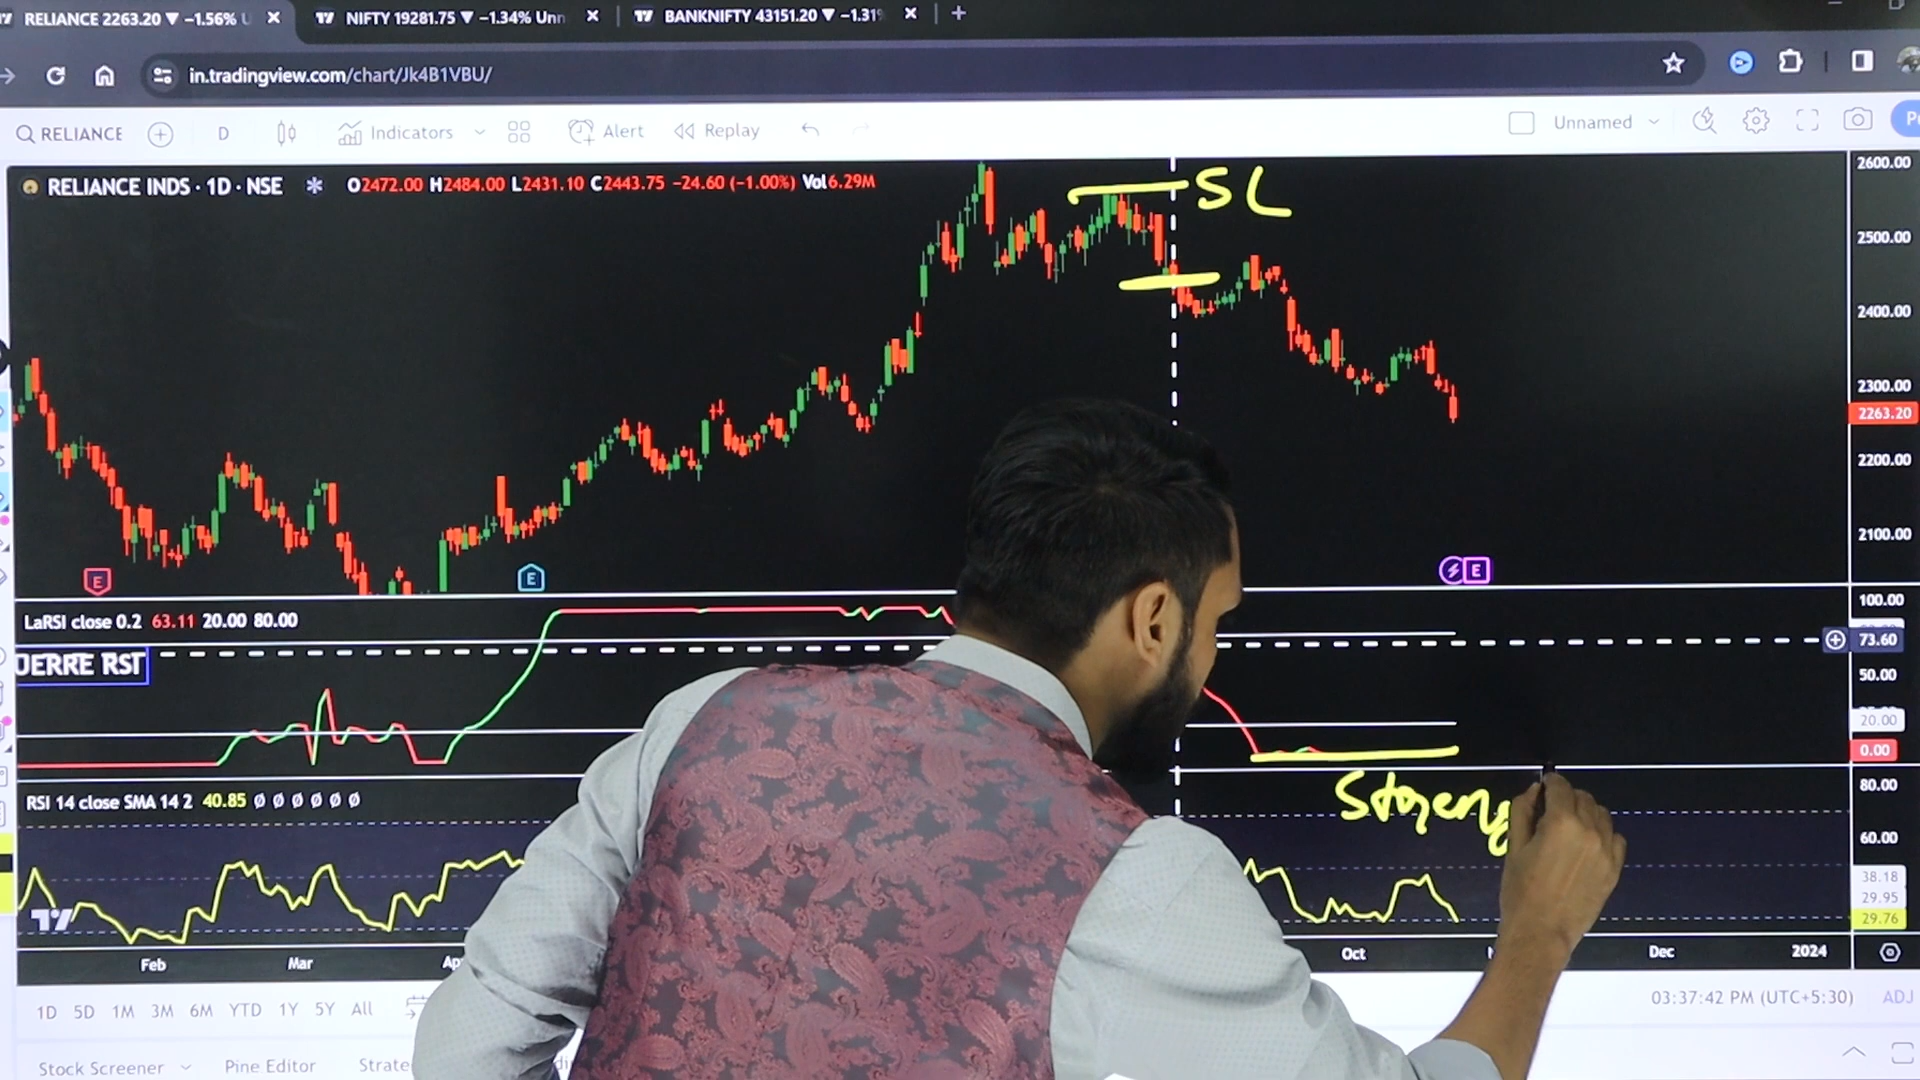 RELIANCE 2263.20 ▼ −1.56% U
NIFTY 19281.75 ▼ −1.34% Unn
BANKNIFTY 43151.20 ▼ −1.31%
in.tradingview.com/chart/Jk4B1VBU/
RELIANCE D Indicators Alert Replay Unnamed
RELIANCE INDS · 1D · NSE O2472.00 H2484.00 L2431.10 C2443.75 −24.60 (−1.00%) Vol6.29M
SL
2600.00
2500.00
2400.00
2300.00
2263.20
2200.00
2100.00
E
E
E
LaRSI close 0.2 63.11 20.00 80.00
100.00
73.60
50.00
20.00
0.00
UERRE RST
RSI 14 close SMA 14 2 40.85 Ø Ø Ø Ø Ø Ø
80.00
60.00
38.18
29.95
29.76
Feb Mar Oct Dec 2024
1D 5D 1M 3M 6M YTD 1Y 5Y All
03:37:42 PM (UTC+5:30) ADJ
Stock Screener Pine Editor